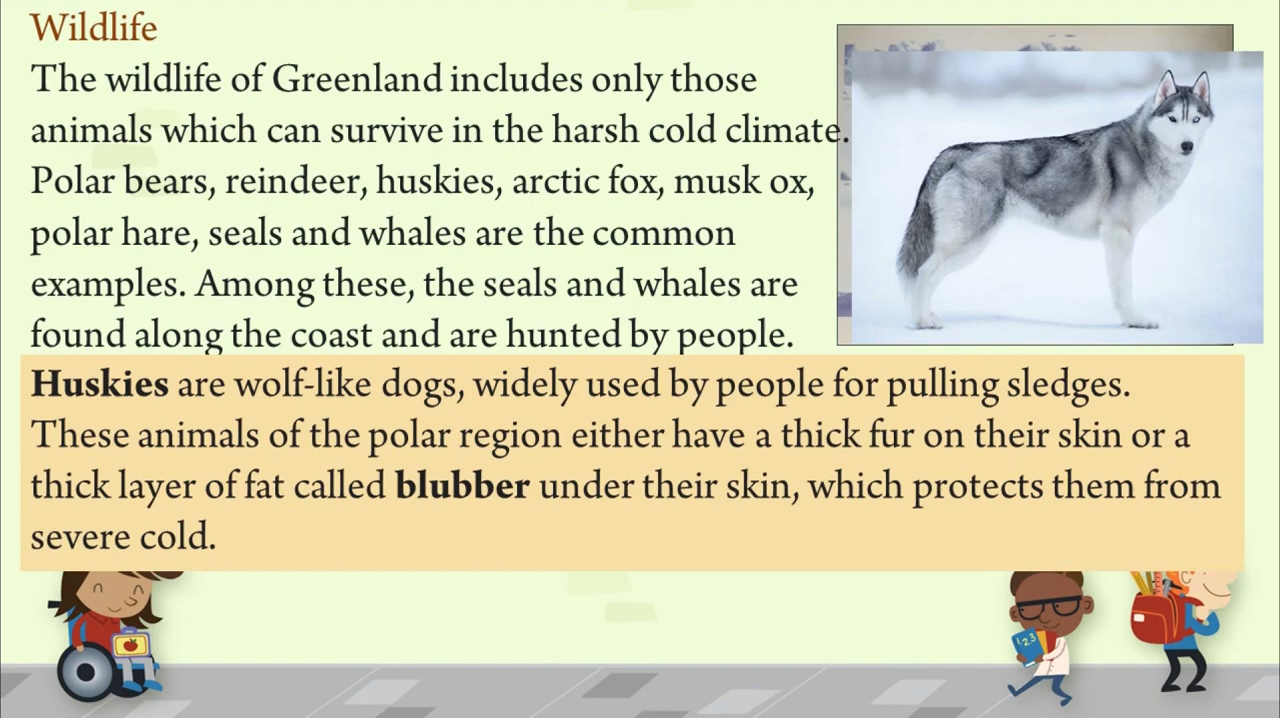 Wildlife
The wildlife of Greenland includes only those
animals which can survive in the harsh cold climate.
Polar bears, reindeer, huskies, arctic fox, musk ox,
polar hare, seals and whales are the common
examples. Among these, the seals and whales are
found along the coast and are hunted by people.
Huskies are wolf-like dogs, widely used by people for pulling sledges.
These animals of the polar region either have a thick fur on their skin or a
thick layer of fat called blubber under their skin, which protects them from
severe cold.
1 2 3